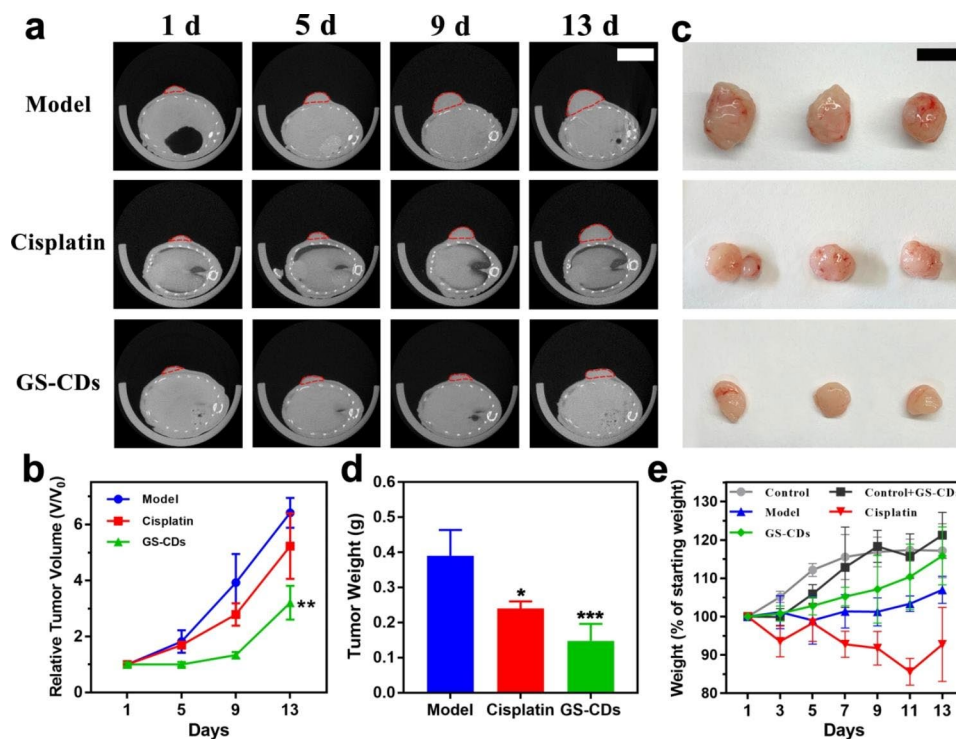 a
1 d
5 d
9 d
13 d
c
Model
Cisplatin
GS-CDs
b
Relative Tumor Volume (V/V0)
6
4
2
0
Model
Cisplatin
GS-CDs
**
1
5
9
13
Days
d
Tumor Weight (g)
0.6
0.5
0.4
0.3
0.2
0.1
0.0
*
***
Model
Cisplatin
GS-CDs
e
Weight (% of starting weight)
130
120
110
100
90
80
Control
Control+GS-CDs
Model
Cisplatin
GS-CDs
1
3
5
7
9
11
13
Days